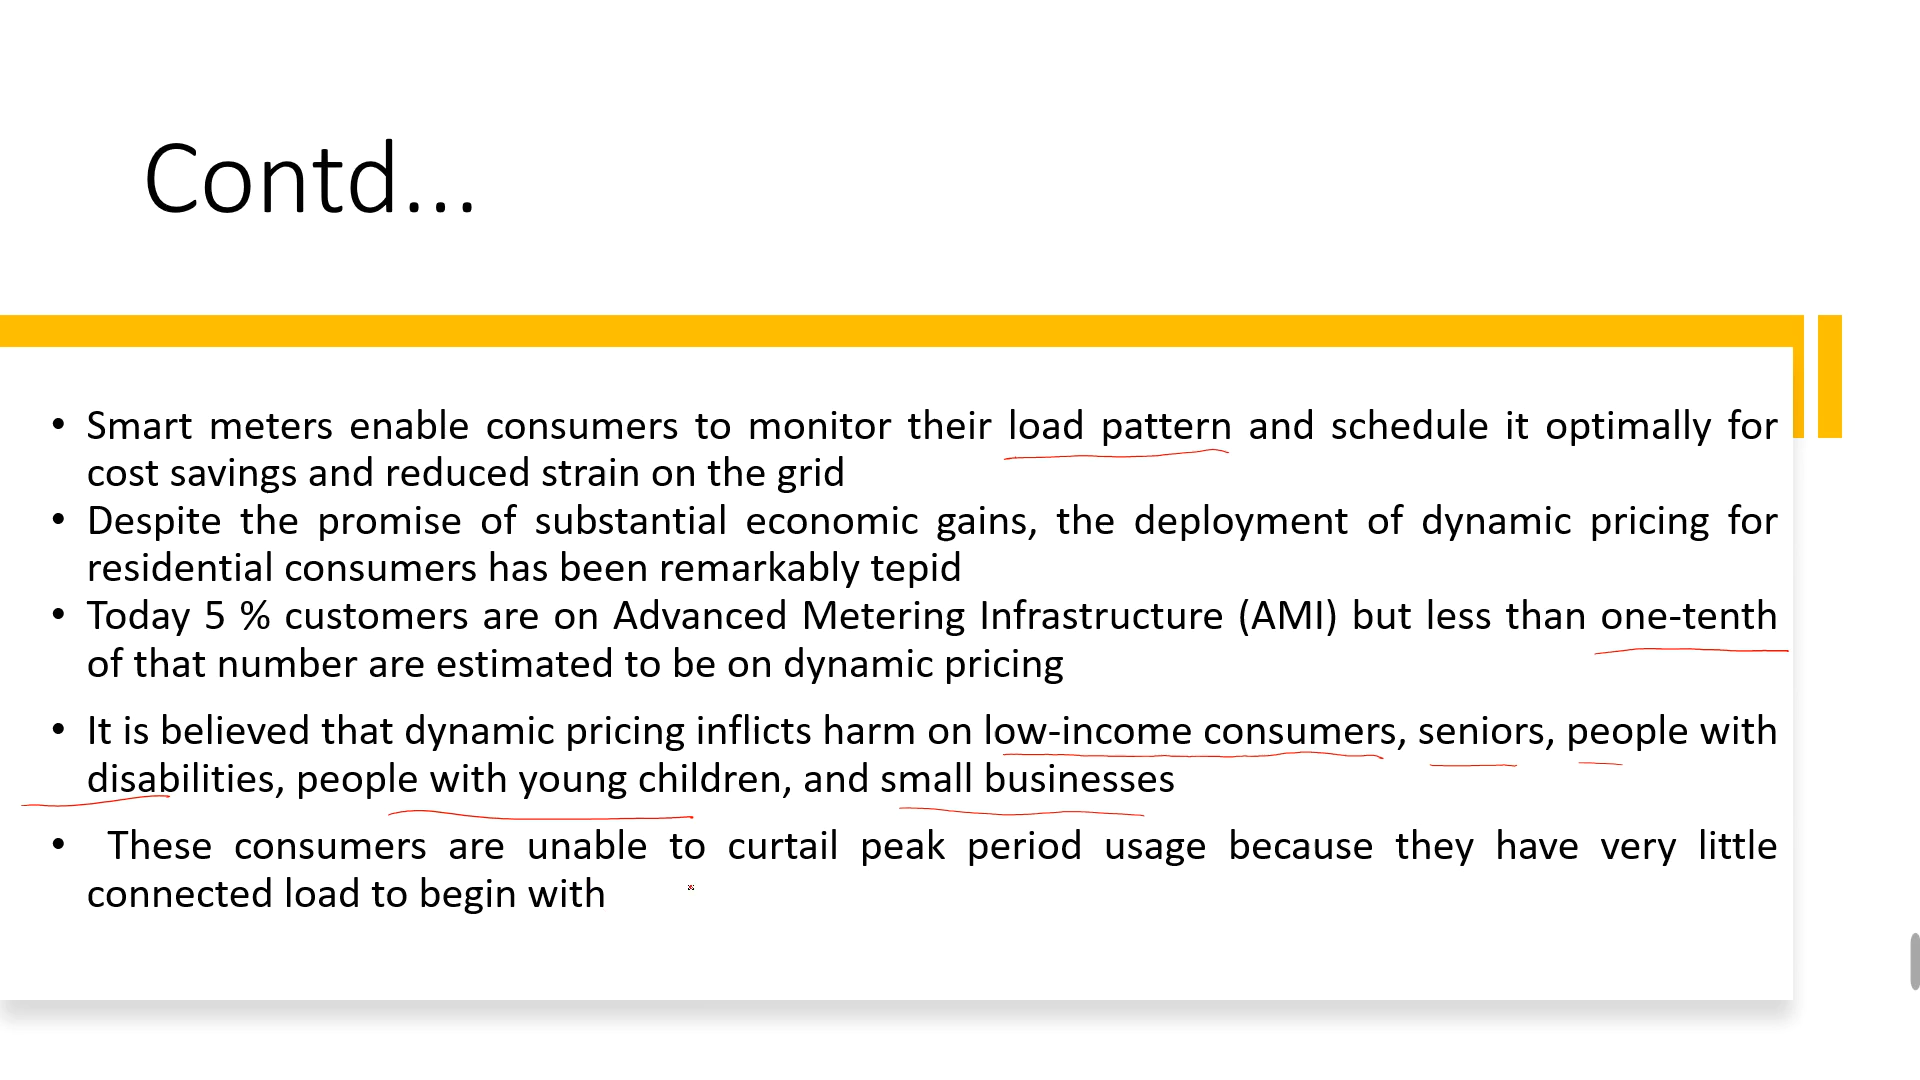 Contd...
• Smart meters enable consumers to monitor their load pattern and schedule it optimally for
cost savings and reduced strain on the grid
• Despite the promise of substantial economic gains, the deployment of dynamic pricing for
residential consumers has been remarkably tepid
• Today 5 % customers are on Advanced Metering Infrastructure (AMI) but less than one-tenth
of that number are estimated to be on dynamic pricing
• It is believed that dynamic pricing inflicts harm on low-income consumers, seniors, people with
disabilities, people with young children, and small businesses
• These consumers are unable to curtail peak period usage because they have very little
connected load to begin with